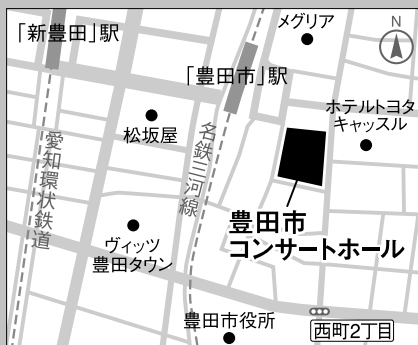 メグリア
N
「新豊田」駅
「豊田市」駅
ホテルトヨタ
キャッスル
松坂屋
名鉄三河線
愛知環状鉄道
豊田市
コンサートホール
ヴィッツ
豊田タウン
豊田市役所
西町2丁目